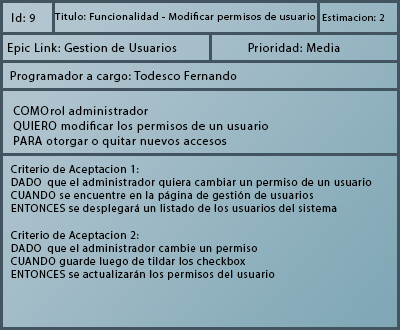 Id: 9
Titulo: Funcionalidad - Modificar permisos de usuario
Estimacion: 2
Epic Link: Gestion de Usuarios
Prioridad: Media
Programador a cargo: Todesco Fernando
COMOrol administrador
QUIERO modificar los permisos de un usuario
PARA otorgar o quitar nuevos accesos
Criterio de Aceptacion 1:
DADO que el administrador quiera cambiar un permiso de un usuario
CUANDO se encuentre en la página de gestión de usuarios
ENTONCES se desplegará un listado de los usuarios del sistema
Criterio de Aceptacion 2:
DADO que el administrador cambie un permiso
CUANDO guarde luego de tildar los checkbox
ENTONCES se actualizarán los permisos del usuario